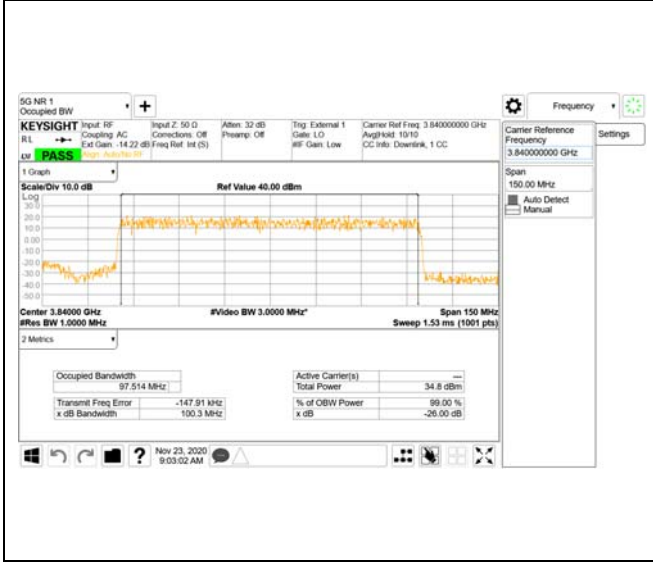 5G NR 1
Occupied BW
+
Frequency
KEYSIGHT
R L
PASS
Input: RF
Coupling: AC
Ext Gain: -14.22 dB
Align: Auto/No RF
Input Z: 50 Ω
Corrections: Off
Freq Ref: Int (S)
Atten: 32 dB
Preamp: Off
Trig: External 1
Gate: LO
#IF Gain: Low
Carrier Ref Freq: 3.840000000 GHz
Avg|Hold: 10/10
CC Info: Downlink, 1 CC
Carrier Reference
Frequency
3.840000000 GHz
Settings
Span
150.00 MHz
Auto Detect
Manual
1 Graph
Scale/Div 10.0 dB
Ref Value 40.00 dBm
Log
30.0
20.0
10.0
0.00
-10.0
-20.0
-30.0
-40.0
-50.0
Center 3.84000 GHz
#Video BW 3.0000 MHz*
Span 150 MHz
#Res BW 1.0000 MHz
Sweep 1.53 ms (1001 pts)
2 Metrics
Occupied Bandwidth
97.514 MHz
Active Carrier(s)
---
Total Power
34.8 dBm
Transmit Freq Error
-147.91 kHz
% of OBW Power
99.00 %
x dB Bandwidth
100.3 MHz
x dB
-26.00 dB
?
Nov 23, 2020
9:03:02 AM